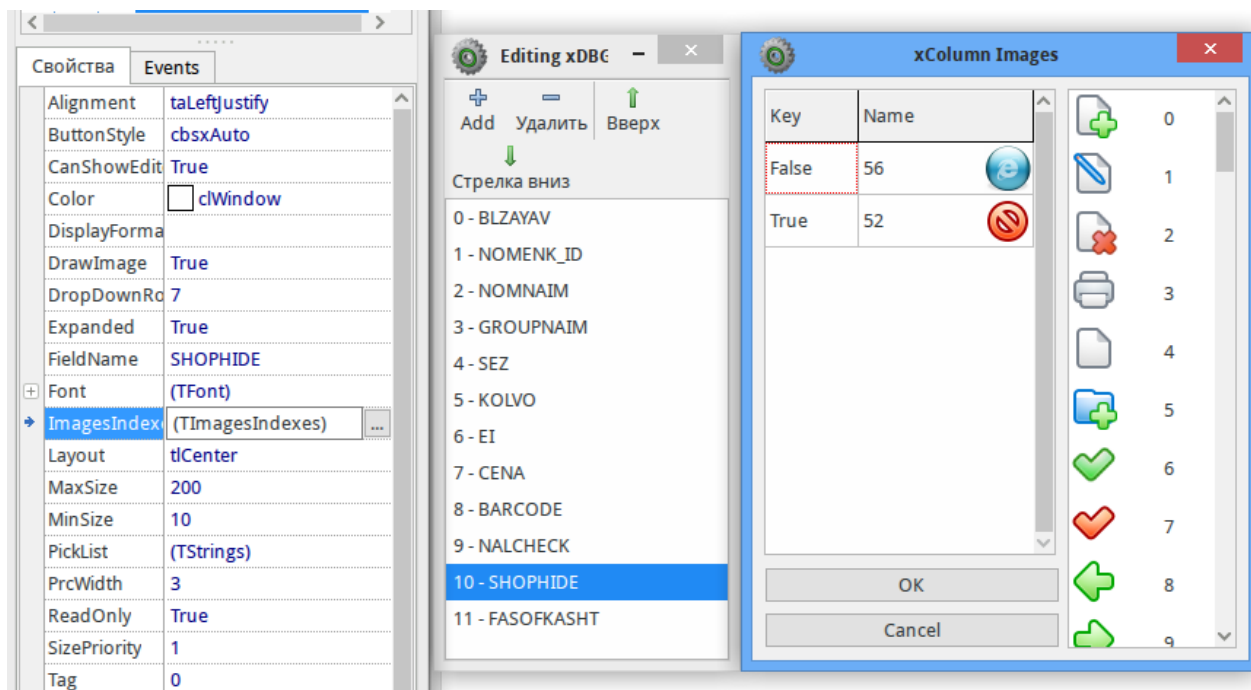 Свойства Events
Alignment taLeftJustify
ButtonStyle cbsxAuto
CanShowEdit True
Color clWindow
DisplayForma
DrawImage True
DropDownRo 7
Expanded True
FieldName SHOPHIDE
Font (TFont)
ImagesIndex (TImagesIndexes) ...
Layout tlCenter
MaxSize 200
MinSize 10
PickList (TStrings)
PrcWidth 3
ReadOnly True
SizePriority 1
Tag 0
Editing xDBG
Add Удалить Вверх
Стрелка вниз
0 - BLZAYAV
1 - NOMENK_ID
2 - NOMNAIM
3 - GROUPNAIM
4 - SEZ
5 - KOLVO
6 - EI
7 - CENA
8 - BARCODE
9 - NALCHECK
10 - SHOPHIDE
11 - FASOFKASHT
xColumn Images
Key Name
False 56
True 52
OK
Cancel
0
1
2
3
4
5
6
7
8
9